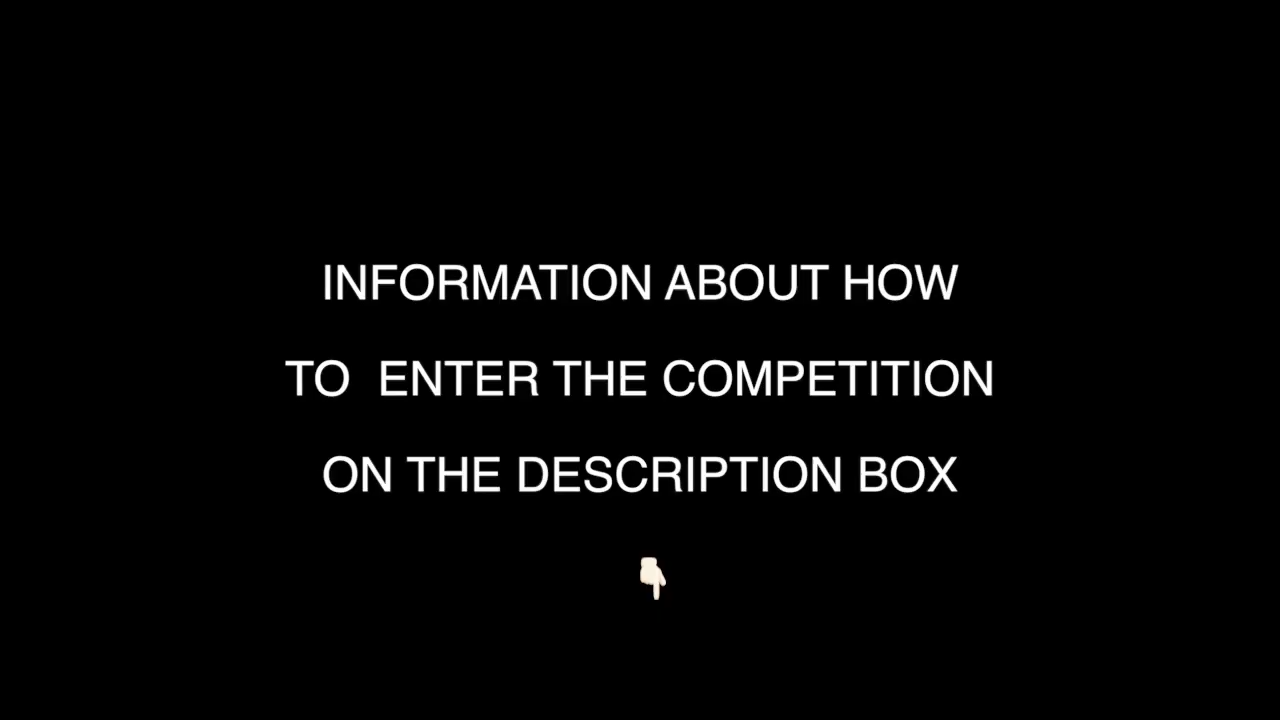 INFORMATION ABOUT HOW
TO  ENTER THE COMPETITION
ON THE DESCRIPTION BOX